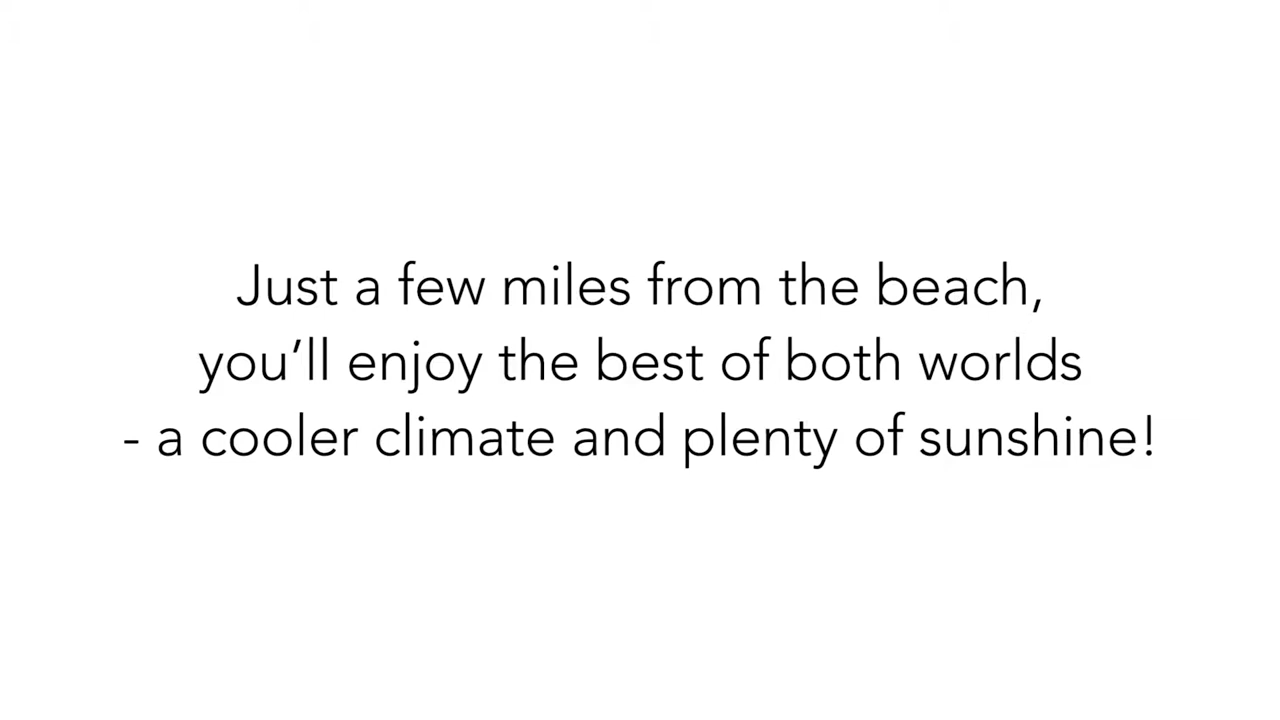 Just a few miles from the beach,
you’ll enjoy the best of both worlds
- a cooler climate and plenty of sunshine!